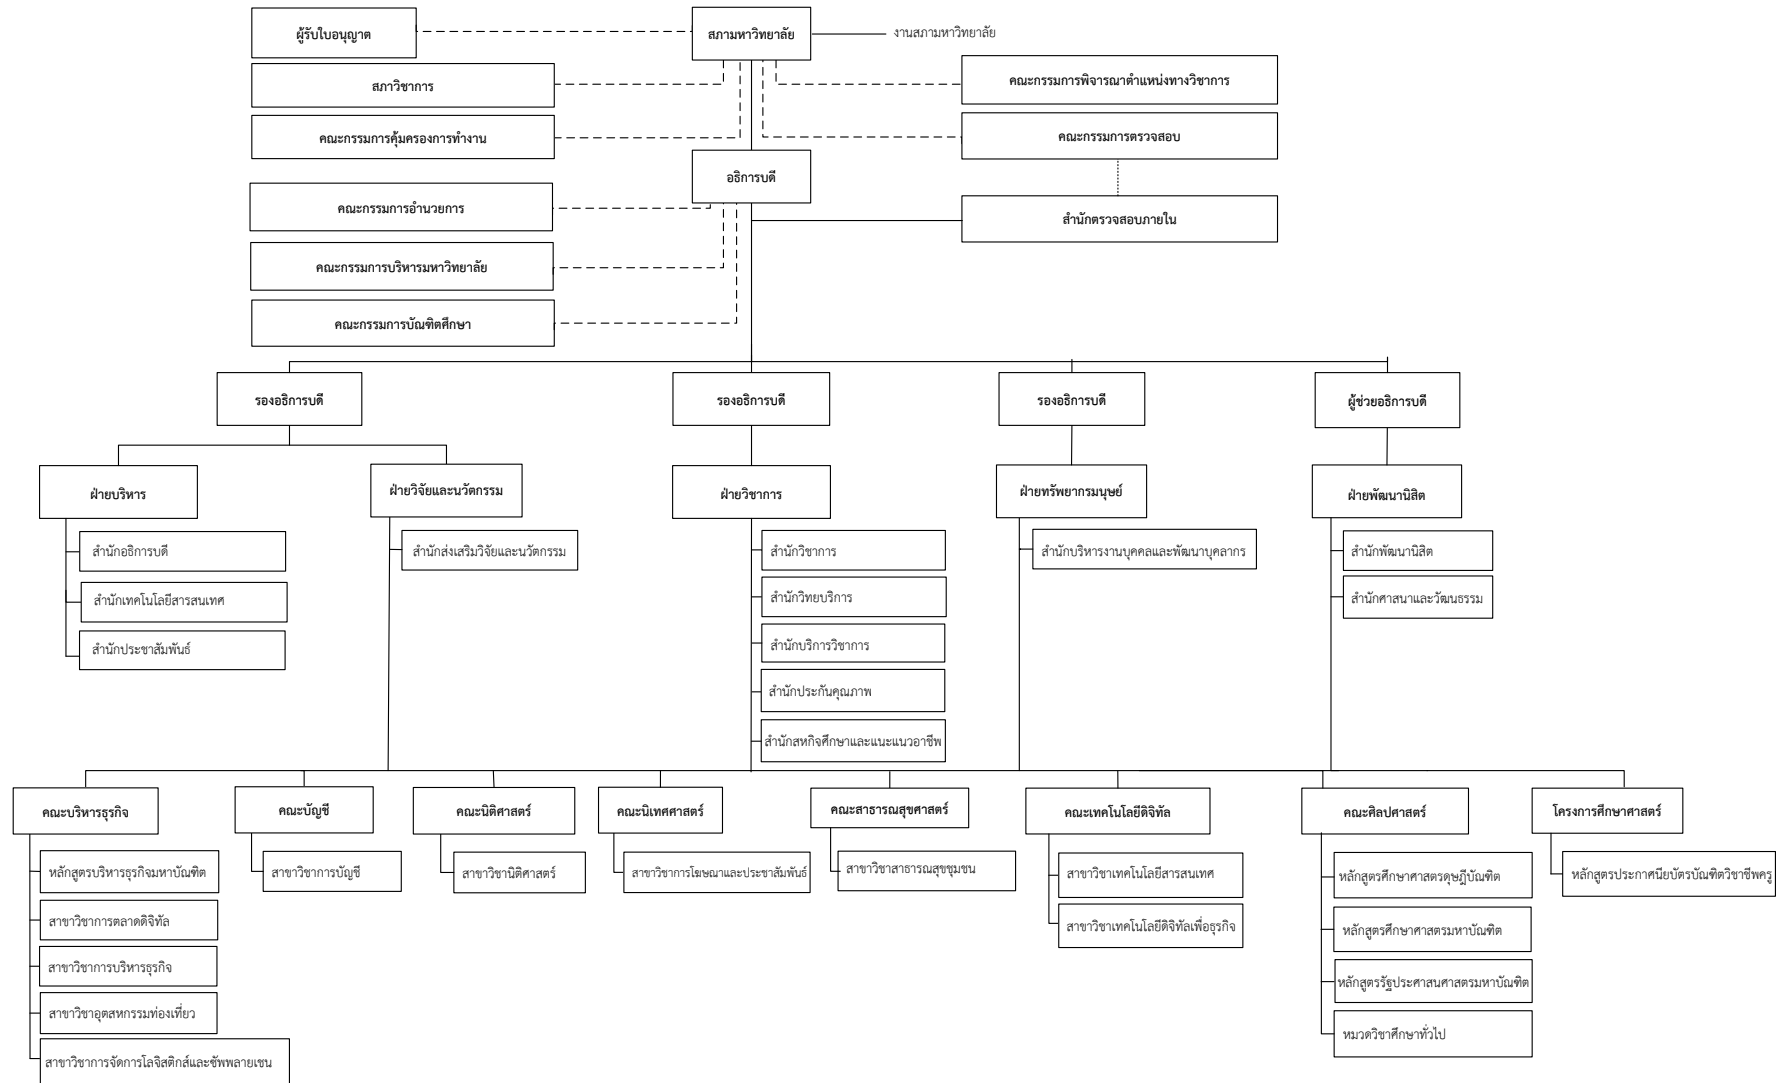 ผู้รับใบอนุญาต
สภามหาวิทยาลัย
งานสภามหาวิทยาลัย
สภาวิชาการ
คณะกรรมการพิจารณาตำแหน่งทางวิชาการ
คณะกรรมการคุ้มครองการทำงาน
คณะกรรมการตรวจสอบ
อธิการบดี
คณะกรรมการอำนวยการ
สำนักตรวจสอบภายใน
คณะกรรมการบริหารมหาวิทยาลัย
คณะกรรมการบัณฑิตศึกษา
รองอธิการบดี
รองอธิการบดี
รองอธิการบดี
ผู้ช่วยอธิการบดี
ฝ่ายบริหาร
ฝ่ายวิจัยและนวัตกรรม
ฝ่ายวิชาการ
ฝ่ายทรัพยากรมนุษย์
ฝ่ายพัฒนานิสิต
สำนักอธิการบดี
สำนักเทคโนโลยีสารสนเทศ
สำนักประชาสัมพันธ์
สำนักส่งเสริมวิจัยและนวัตกรรม
สำนักวิชาการ
สำนักวิทยบริการ
สำนักบริการวิชาการ
สำนักประกันคุณภาพ
สำนักสหกิจศึกษาและแนะแนวอาชีพ
สำนักบริหารงานบุคคลและพัฒนาบุคลากร
สำนักพัฒนานิสิต
สำนักศาสนาและวัฒนธรรม
คณะบริหารธุรกิจ
หลักสูตรบริหารธุรกิจมหาบัณฑิต
สาขาวิชาการตลาดดิจิทัล
สาขาวิชาการบริหารธุรกิจ
สาขาวิชาอุตสหกรรมท่องเที่ยว
สาขาวิชาการจัดการโลจิสติกส์และซัพพลายเชน
คณะบัญชี
สาขาวิชาการบัญชี
คณะนิติศาสตร์
สาขาวิชานิติศาสตร์
คณะนิเทศศาสตร์
สาขาวิชาการโฆษณาและประชาสัมพันธ์
คณะสาธารณสุขศาสตร์
สาขาวิชาสาธารณสุขชุมชน
คณะเทคโนโลยีดิจิทัล
สาขาวิชาเทคโนโลยีสารสนเทศ
สาขาวิชาเทคโนโลยีดิจิทัลเพื่อธุรกิจ
คณะศิลปศาสตร์
หลักสูตรศึกษาศาสตรดุษฎีบัณฑิต
หลักสูตรศึกษาศาสตรมหาบัณฑิต
หลักสูตรรัฐประศาสนศาสตรมหาบัณฑิต
หมวดวิชาศึกษาทั่วไป
โครงการศึกษาศาสตร์
หลักสูตรประกาศนียบัตรบัณฑิตวิชาชีพครู